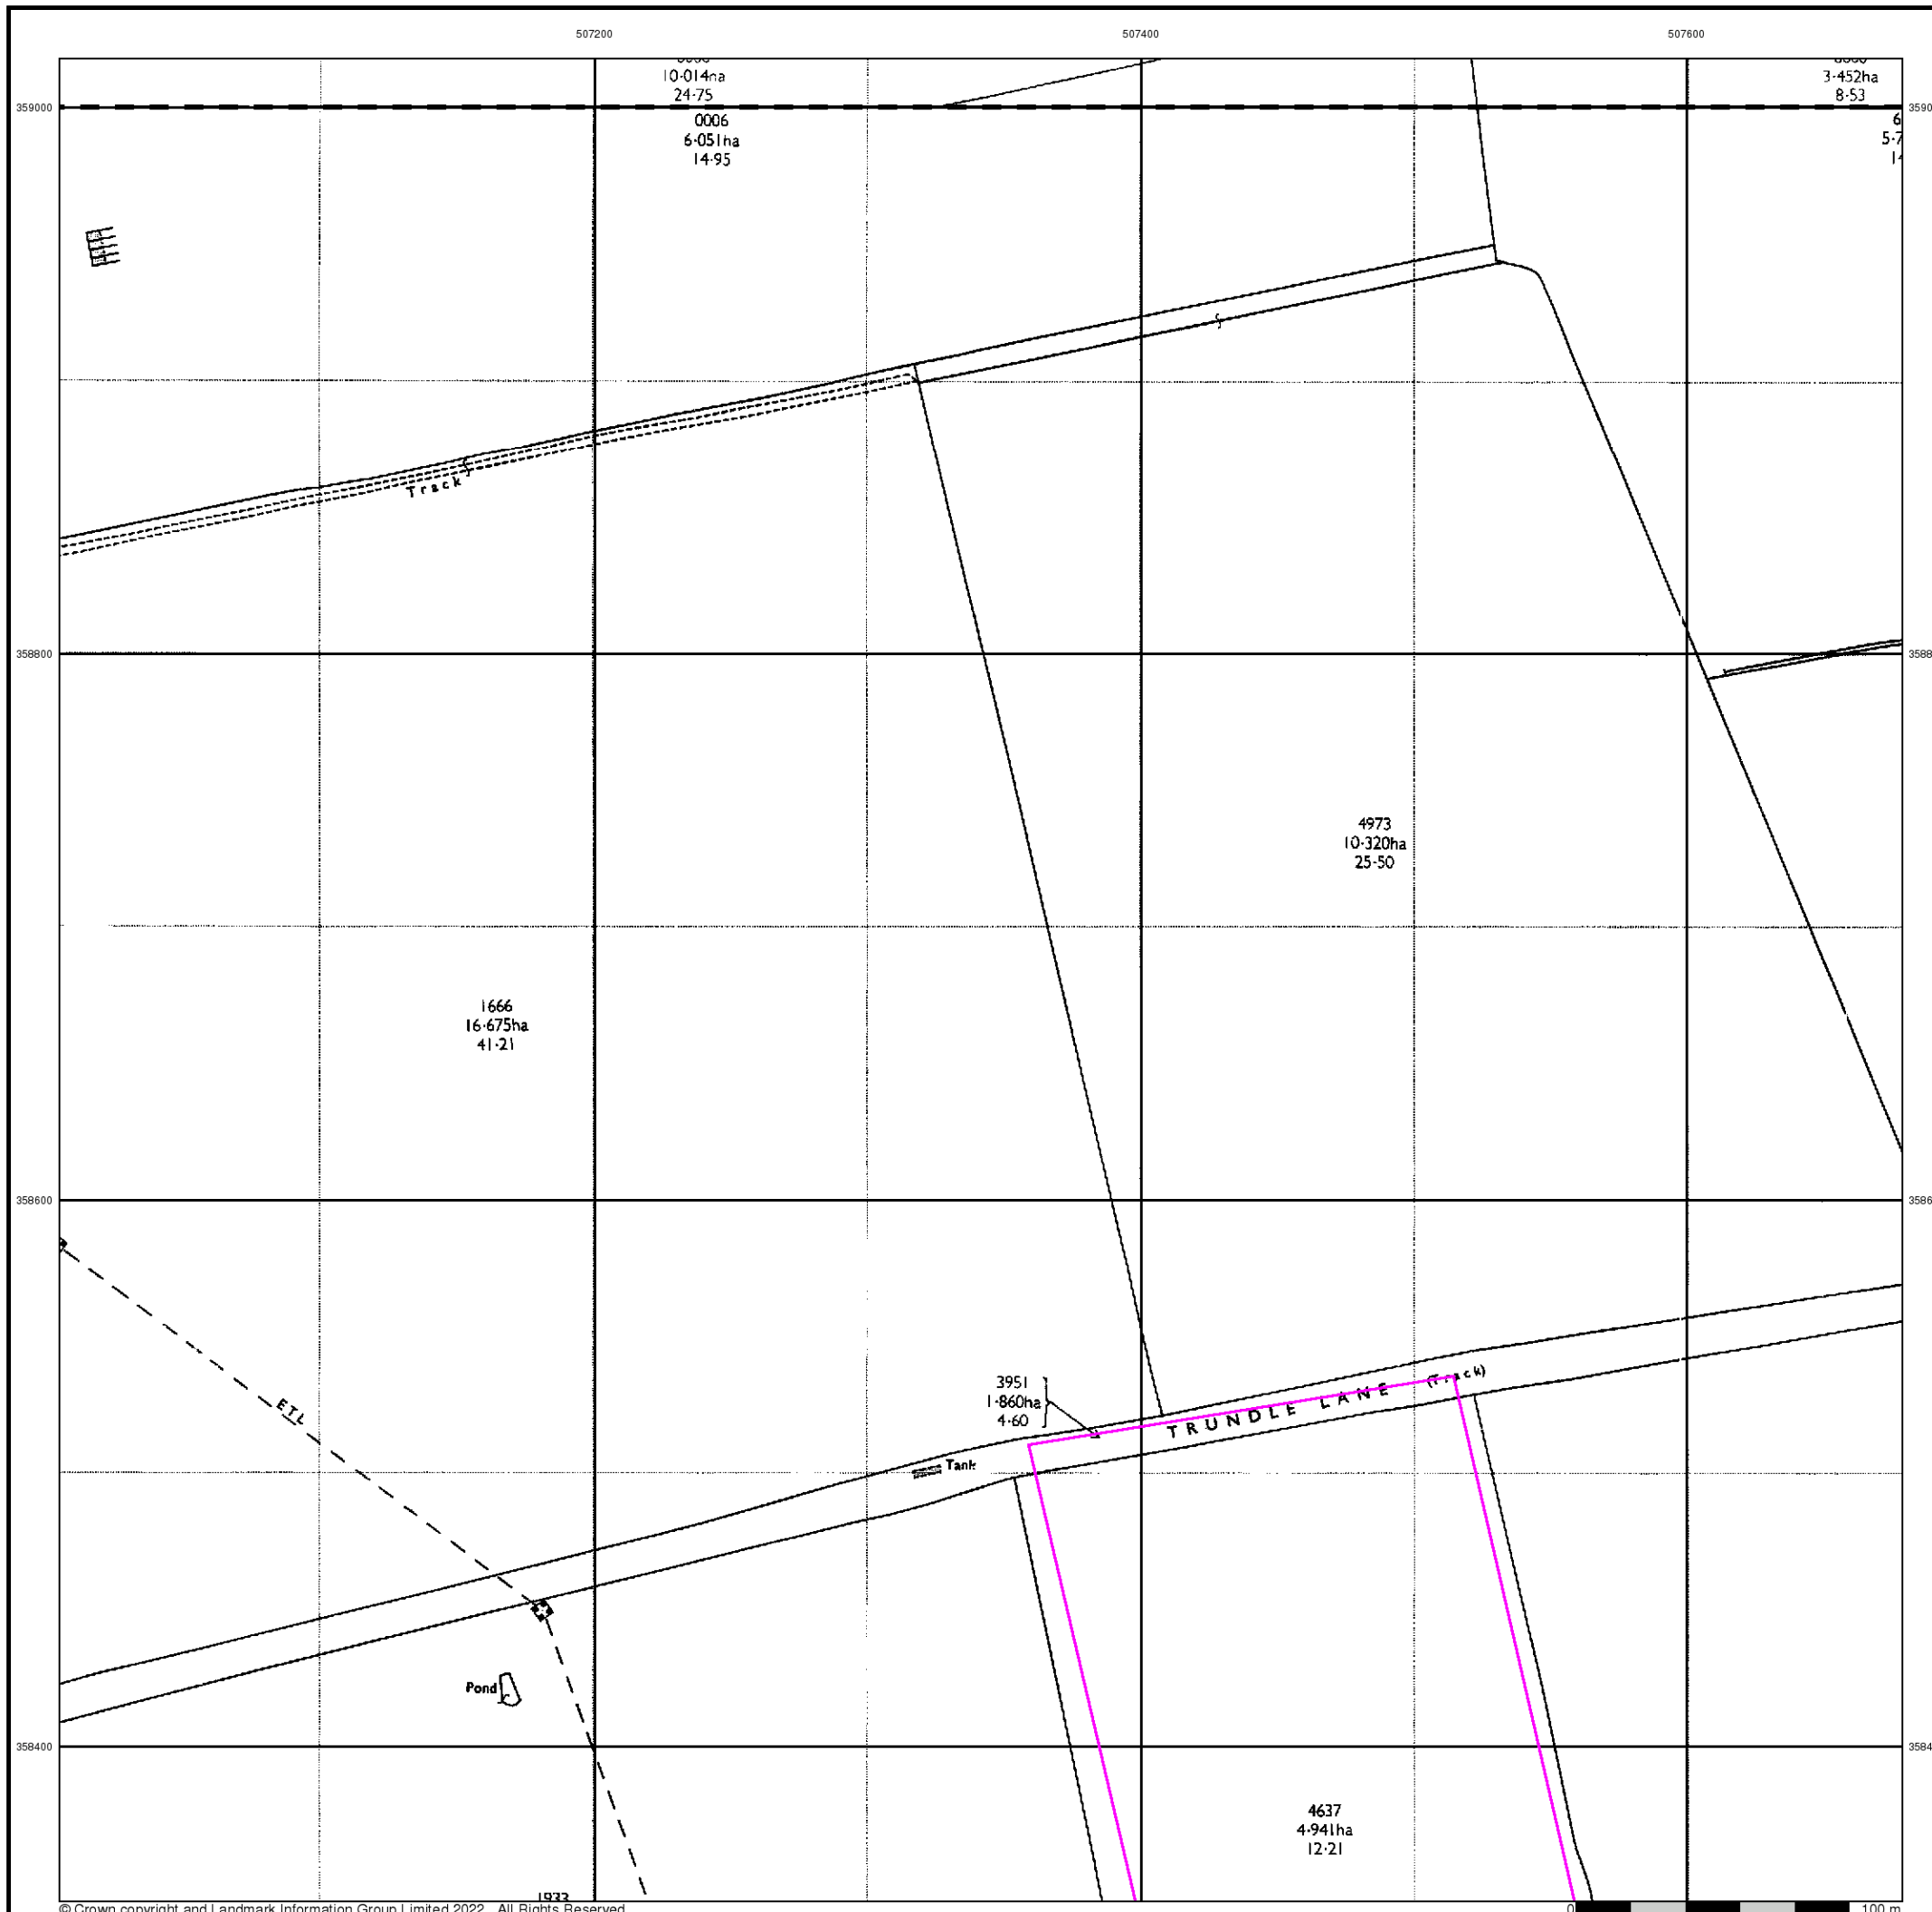 507200
507400
507600
10·014ha
24·75
3·452ha
8·53
359000
0006
6·051ha
14·95
Track
358800
4973
10·320ha
25·50
1666
16·675ha
41·21
358600
ETL
3951
1·860ha
4·60
TRUNDLE LANE (Track)
Tank
Pond
358400
4637
4·941ha
12·21
1933
© Crown copyright and Landmark Information Group Limited 2022. All Rights Reserved.
0
100 m